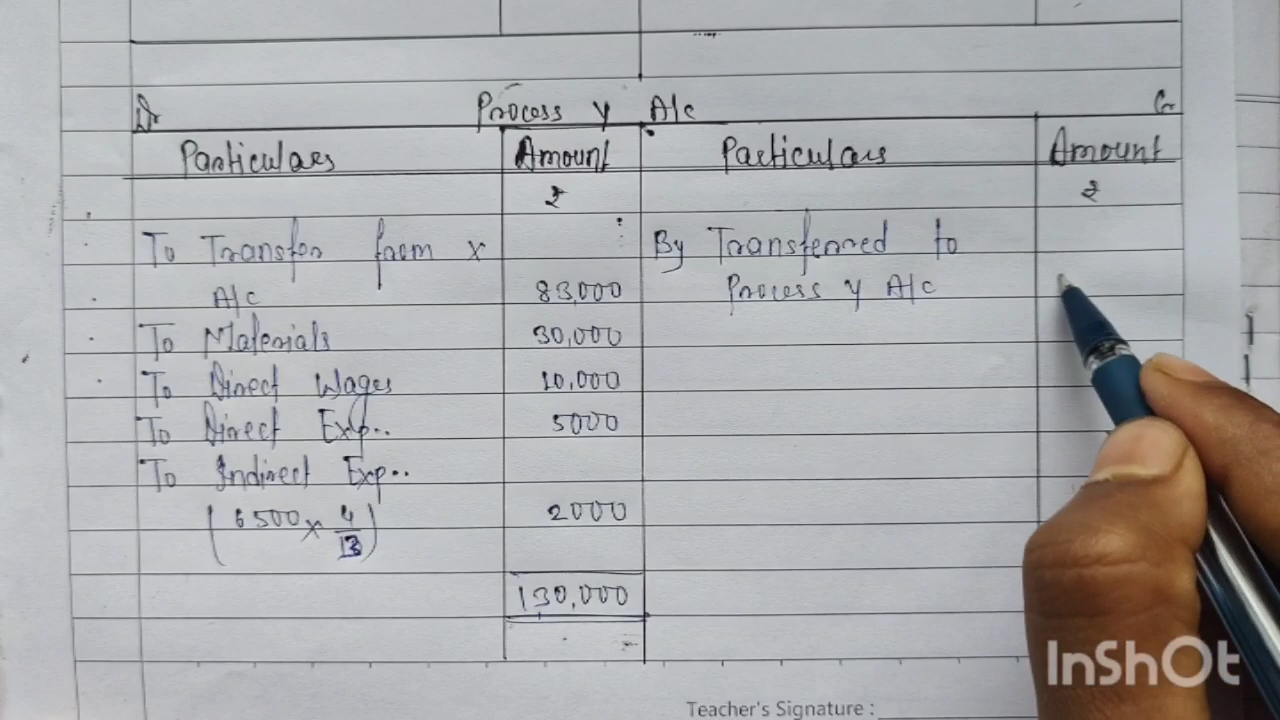 Dr Process Y A/c Cr
Particulars Amount Particulars Amount
₹ ₹
To Transfer from X By Transferred to
A/c 83,000 Process Y A/c
To Materials 30,000
To Direct Wages 10,000
To Direct Exp.. 5000
To Indirect Exp..
(6500 x 4/13) 2000
130,000
InShOt
Teacher's Signature :